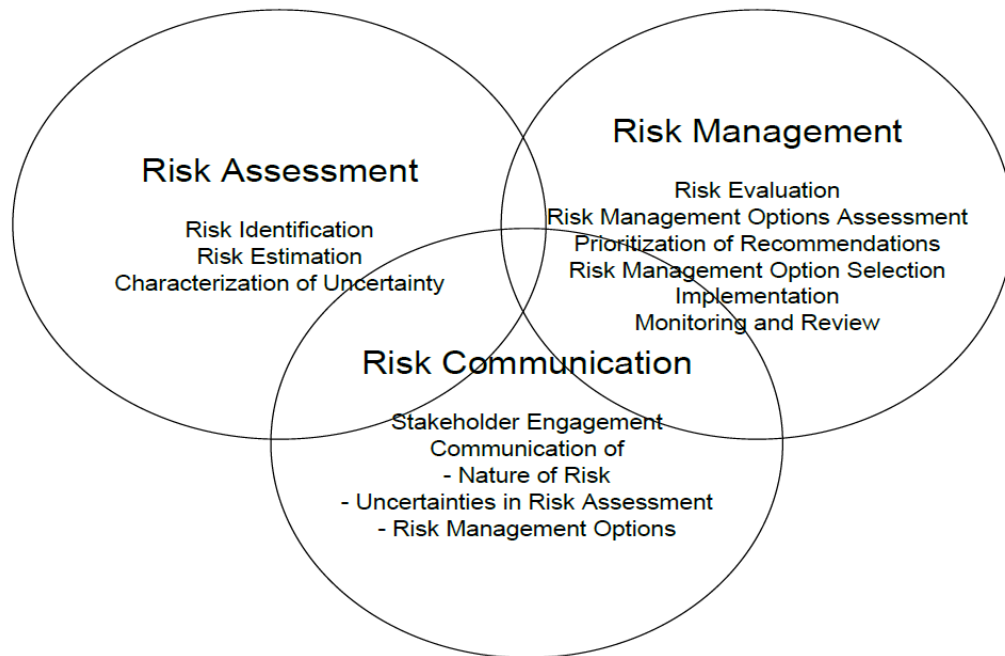 Risk Assessment
Risk Identification
Risk Estimation
Characterization of Uncertainty
Risk Management
Risk Evaluation
Risk Management Options Assessment
Prioritization of Recommendations
Risk Management Option Selection
Implementation
Monitoring and Review
Risk Communication
Stakeholder Engagement
Communication of
- Nature of Risk
- Uncertainties in Risk Assessment
- Risk Management Options